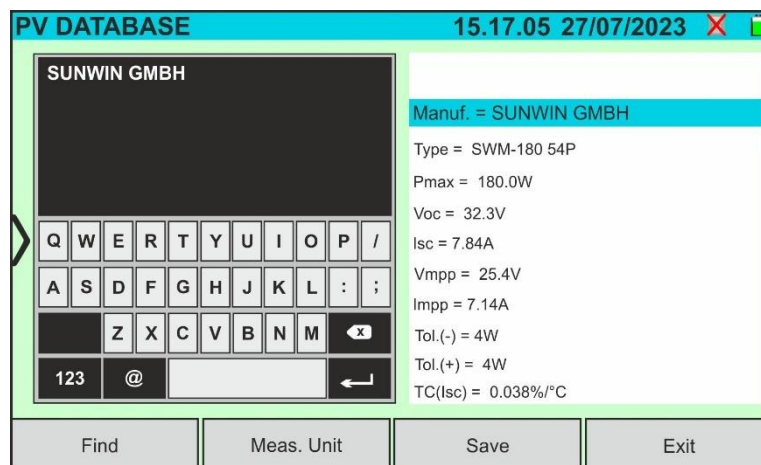 PV DATABASE 15.17.05 27/07/2023
SUNWIN GMBH
Q W E R T Y U I O P /
A S D F G H J K L : ;
Z X C V B N M X
123 @
Manuf. = SUNWIN GMBH
Type = SWM-180 54P
Pmax = 180.0W
Voc = 32.3V
Isc = 7.84A
Vmpp = 25.4V
Impp = 7.14A
Tol.(-) = 4W
Tol.(+) = 4W
TC(Isc) = 0.038%/°C
Find Meas. Unit Save Exit